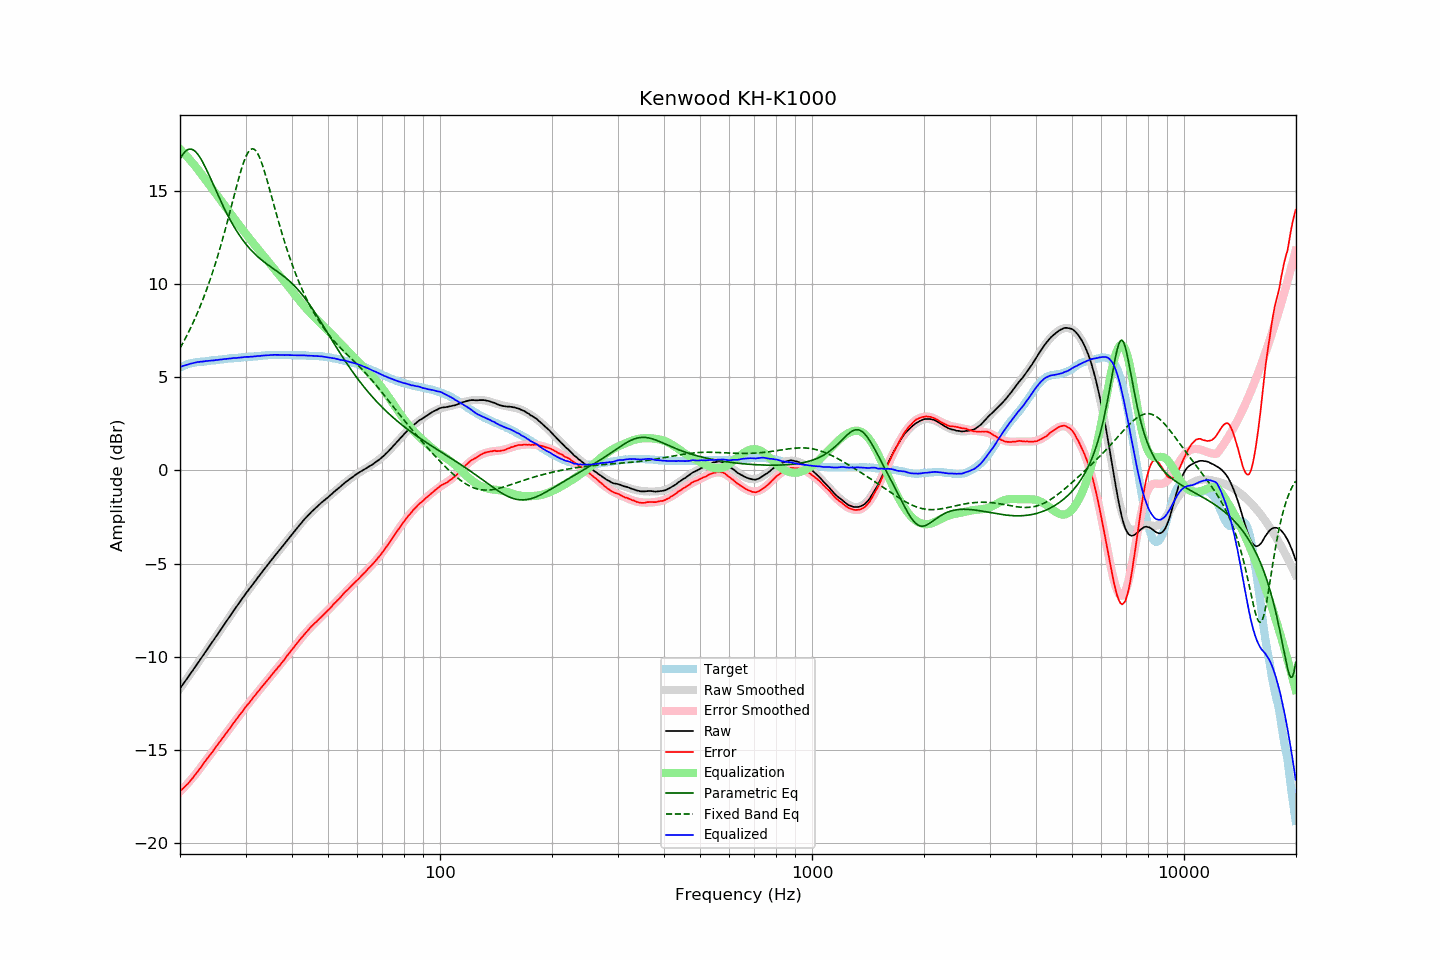 Kenwood KH-K1000
Amplitude (dBr)
15
10
5
0
−5
−10
−15
−20
Target
Raw Smoothed
Error Smoothed
Raw
Error
Equalization
Parametric Eq
Fixed Band Eq
Equalized
100
1000
10000
Frequency (Hz)